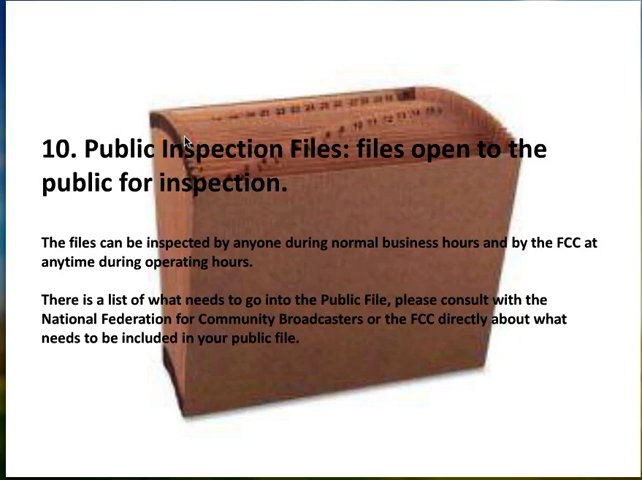 10. Public Inspection Files: files open to the
public for inspection.
The files can be inspected by anyone during normal business hours and by the FCC at
anytime during operating hours.
There is a list of what needs to go into the Public File, please consult with the
National Federation for Community Broadcasters or the FCC directly about what
needs to be included in your public file.